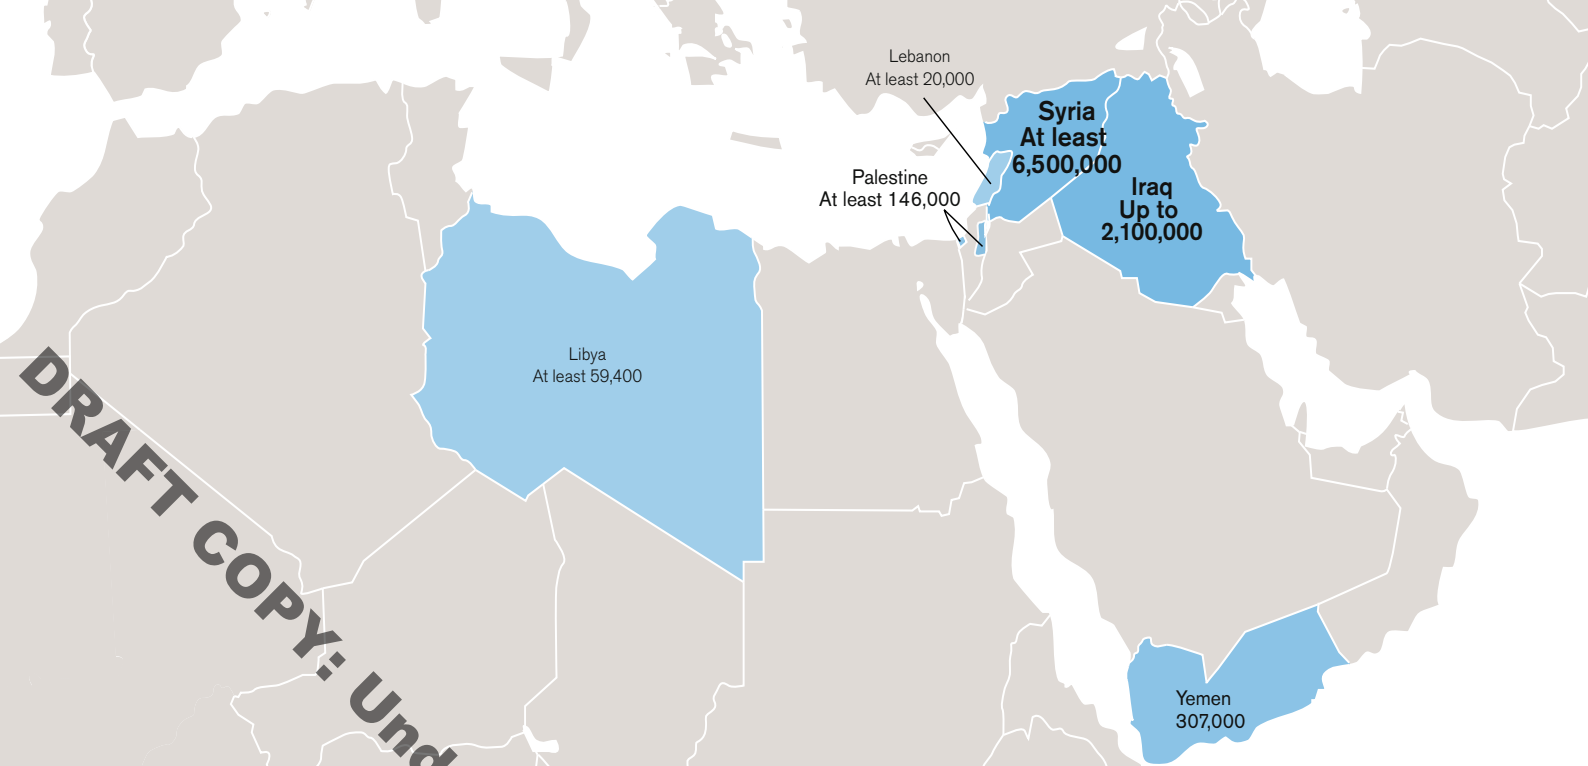 Lebanon
At least 20,000
Syria
At least
6,500,000
Palestine
At least 146,000
Iraq
Up to
2,100,000
Libya
At least 59,400
DRAFT COPY: Und
Yemen
307,000